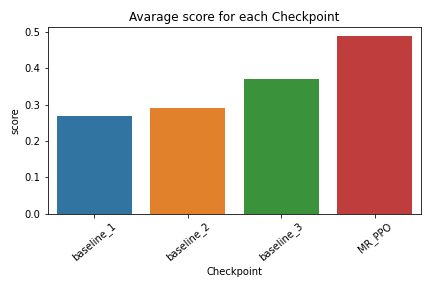 Avarage score for each Checkpoint
score
0.5
0.4
0.3
0.2
0.1
0.0
baseline_1
baseline_2
baseline_3
MR_PPO
Checkpoint